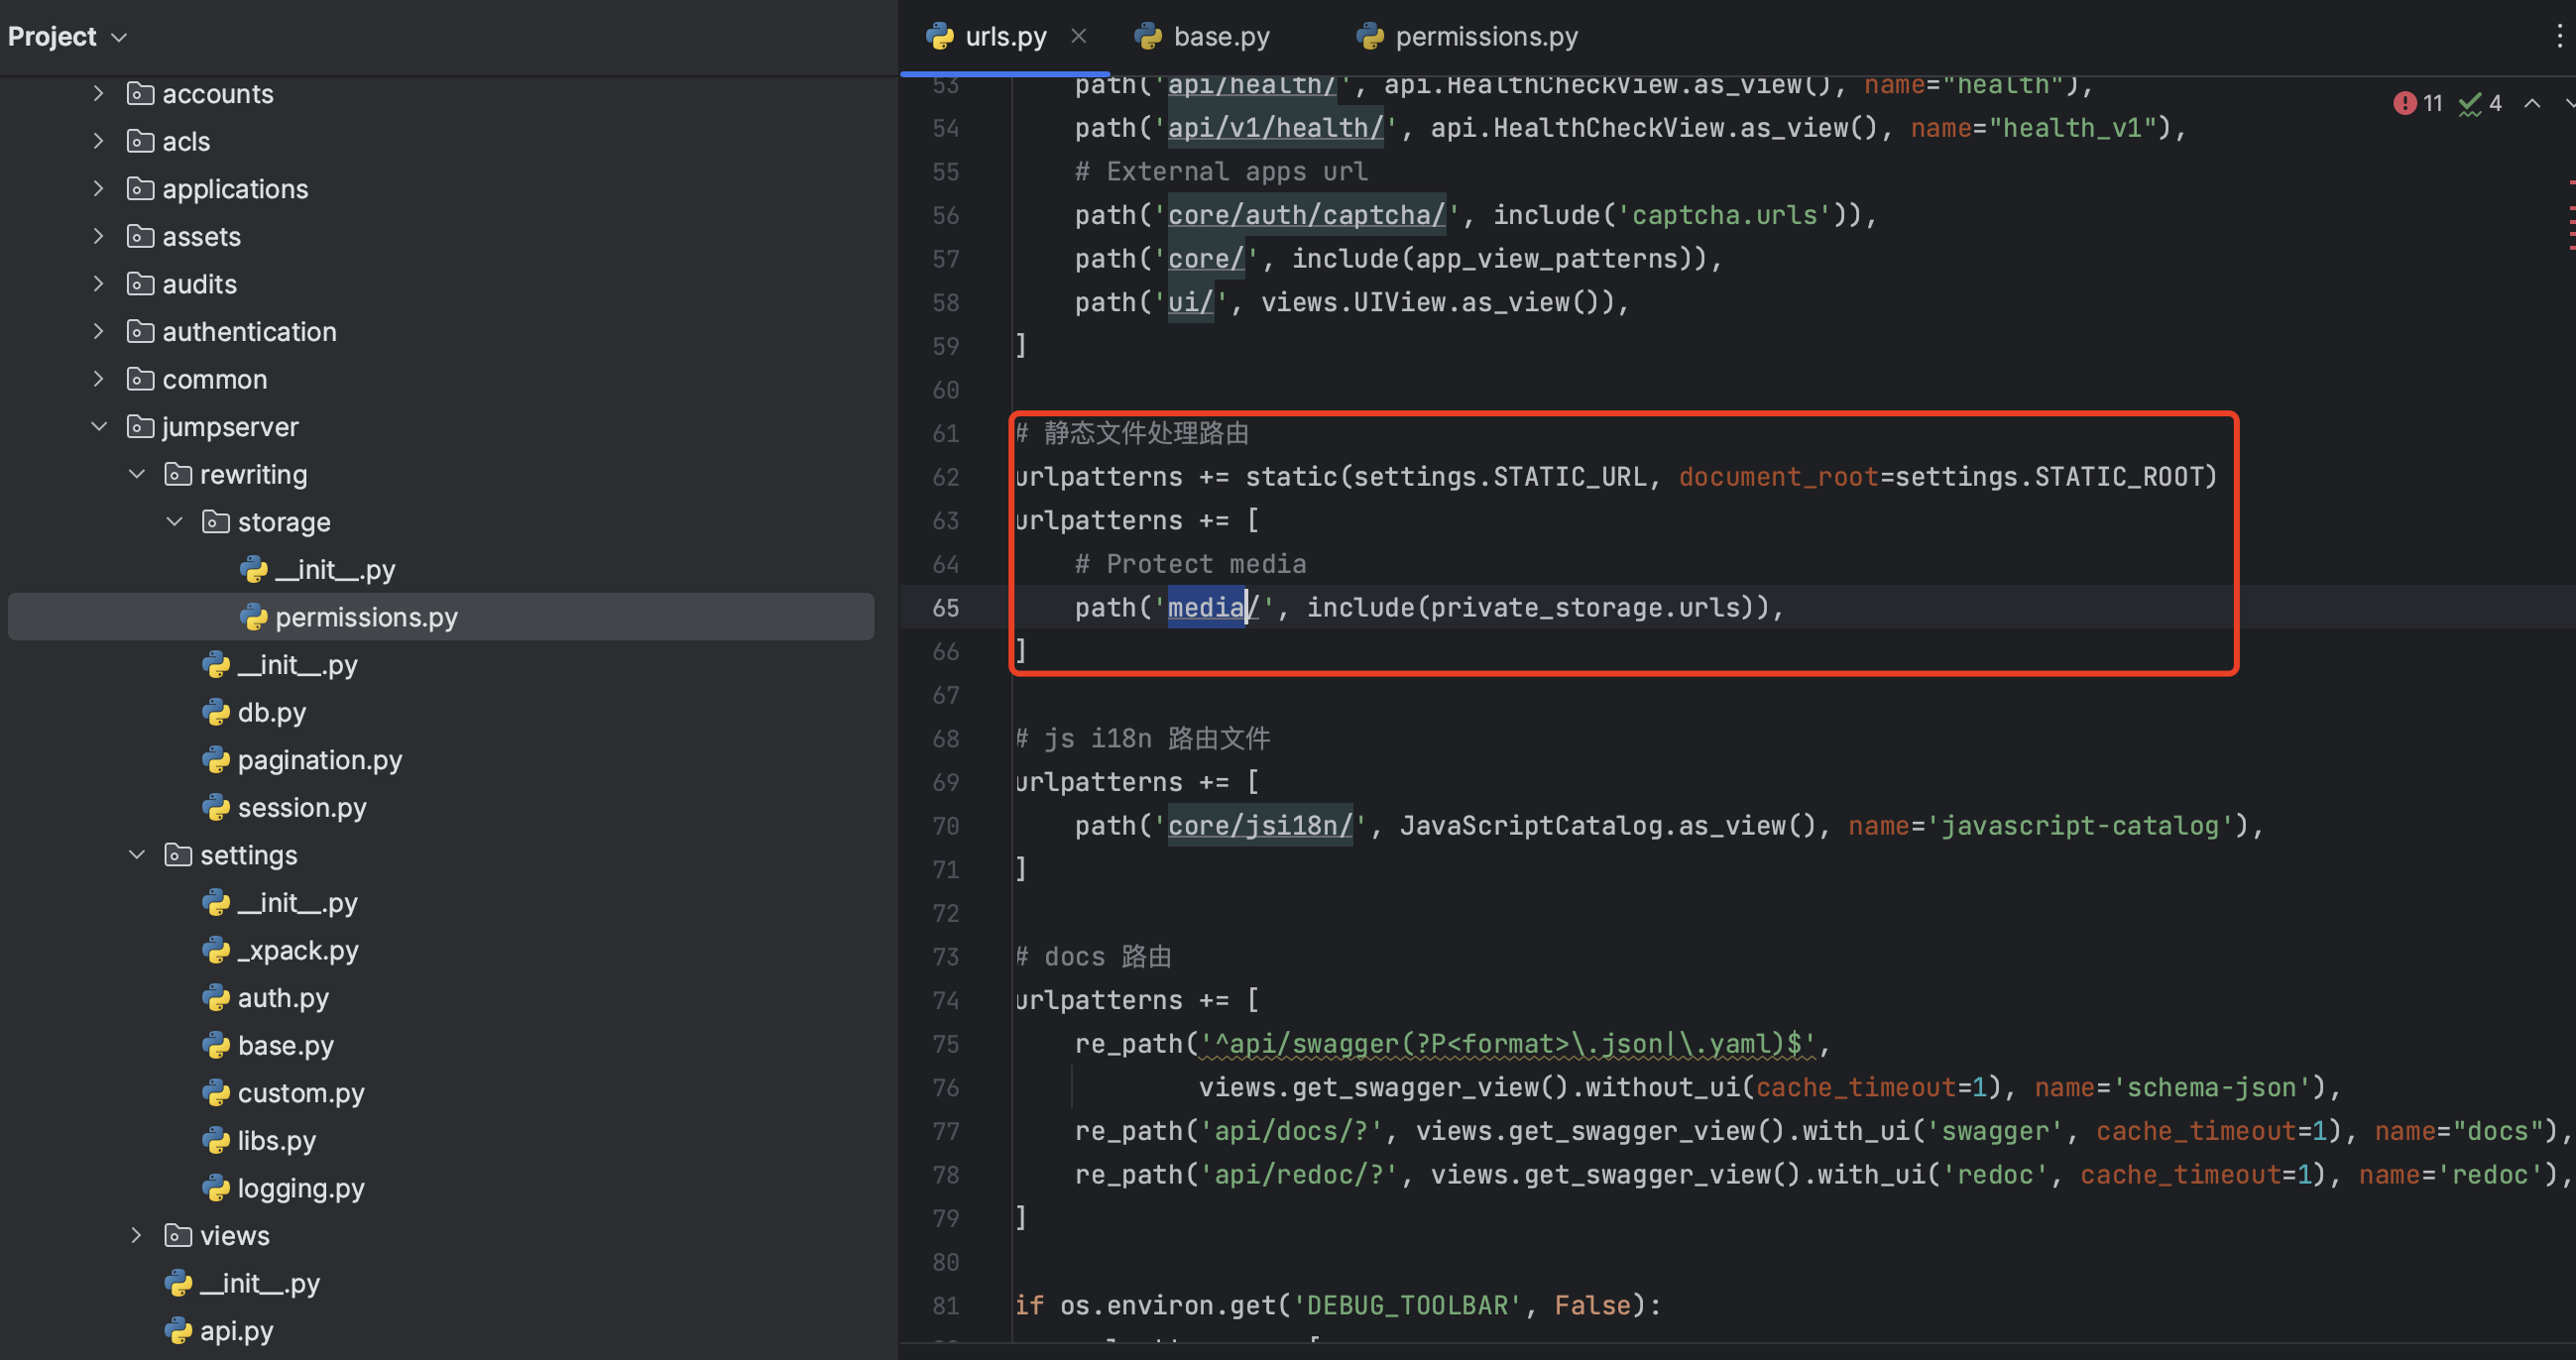 Project
accounts
acls
applications
assets
audits
authentication
common
jumpserver
rewriting
storage
__init__.py
permissions.py
__init__.py
db.py
pagination.py
session.py
settings
__init__.py
_xpack.py
auth.py
base.py
custom.py
libs.py
logging.py
views
__init__.py
api.py
urls.py
base.py
permissions.py
11 4
53 path('api/health/', api.HealthCheckView.as_view(), name="health"),
54 path('api/v1/health/', api.HealthCheckView.as_view(), name="health_v1"),
55 # External apps url
56 path('core/auth/captcha/', include('captcha.urls')),
57 path('core/', include(app_view_patterns)),
58 path('ui/', views.UIView.as_view()),
59 ]
60
61 # 静态文件处理路由
62 urlpatterns += static(settings.STATIC_URL, document_root=settings.STATIC_ROOT)
63 urlpatterns += [
64 # Protect media
65 path('media/', include(private_storage.urls)),
66 ]
67
68 # js i18n 路由文件
69 urlpatterns += [
70 path('core/jsi18n/', JavaScriptCatalog.as_view(), name='javascript-catalog'),
71 ]
72
73 # docs 路由
74 urlpatterns += [
75 re_path('^api/swagger(?P<format>\.json|\.yaml)$',
76 views.get_swagger_view().without_ui(cache_timeout=1), name='schema-json'),
77 re_path('api/docs/?', views.get_swagger_view().with_ui('swagger', cache_timeout=1), name="docs"),
78 re_path('api/redoc/?', views.get_swagger_view().with_ui('redoc', cache_timeout=1), name='redoc'),
79 ]
80
81 if os.environ.get('DEBUG_TOOLBAR', False):